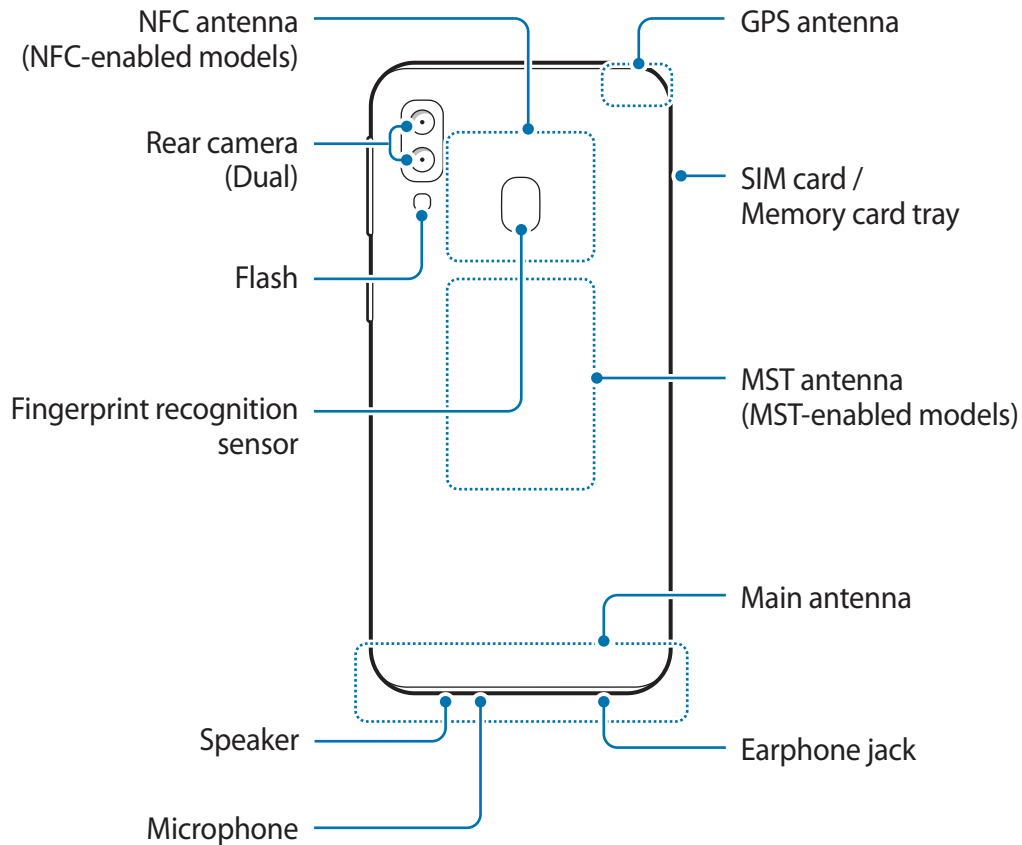 NFC antenna
(NFC-enabled models)
Rear camera
(Dual)
Flash
Fingerprint recognition
sensor
Speaker
Microphone
GPS antenna
SIM card /
Memory card tray
MST antenna
(MST-enabled models)
Main antenna
Earphone jack